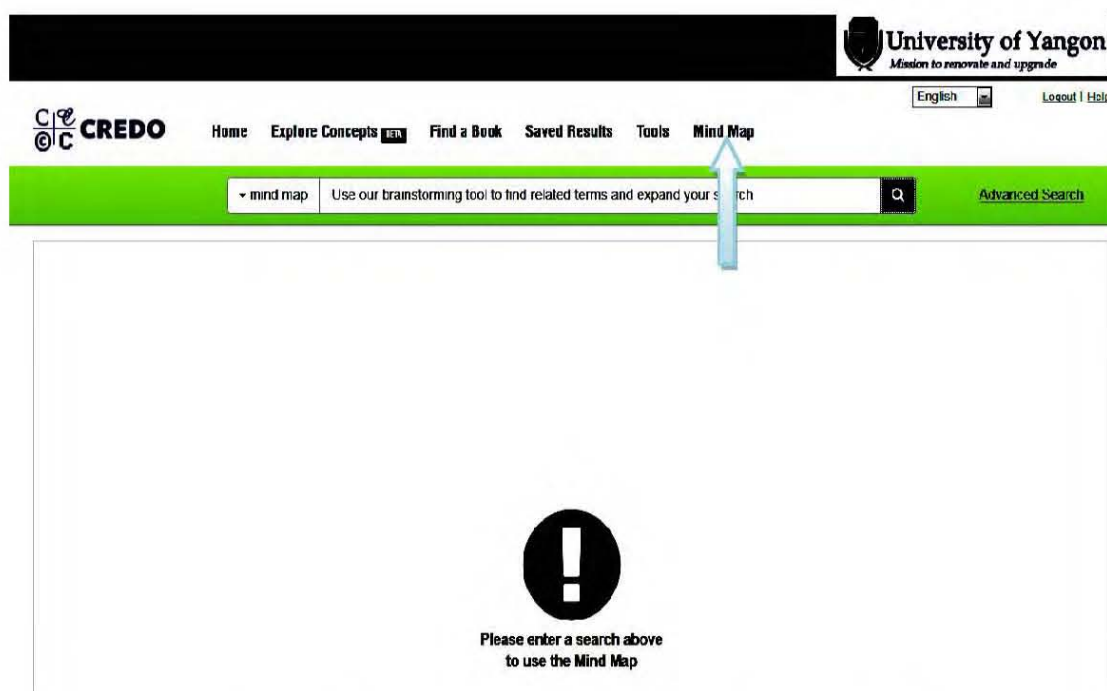 University of Yangon
Mission to renovate and upgrade
English
Logout | Help
CREDO
Home Explore Concepts BETA Find a Book Saved Results Tools Mind Map
mind map
Use our brainstorming tool to find related terms and expand your search
Advanced Search
Please enter a search above
to use the Mind Map